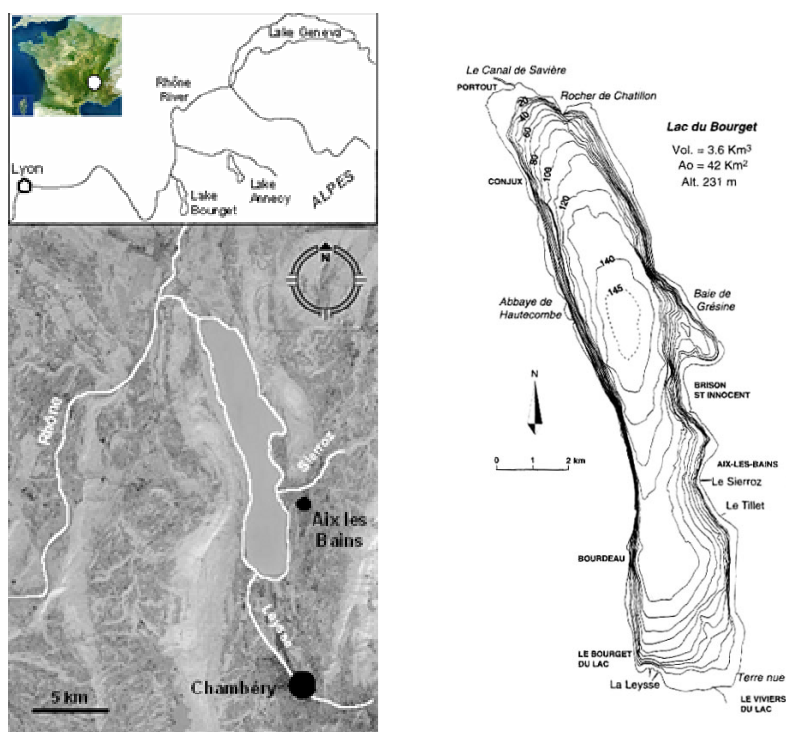 Lake Geneva
Rhône
River
Lyon
Lake
Annecy
Lake
Bourget
ALPES
N
Rhône
Sierroz
Aix les
Bains
Leysse
Chambéry
5 km
Le Canal de Savière
PORTOUT
Rocher de Chatillon
Lac du Bourget
Vol. = 3.6 Km³
Ao = 42 Km²
Alt. 231 m
20
40
60
80
100
120
140
145
CONJUX
Abbaye de
Hautecombe
Baie de
Grésine
N
0 1 2 km
BRISON
ST INNOCENT
AIX-LES-BAINS
Le Sierroz
Le Tillet
BOURDEAU
LE BOURGET
DU LAC
La Leysse
Terre nue
LE VIVIERS
DU LAC